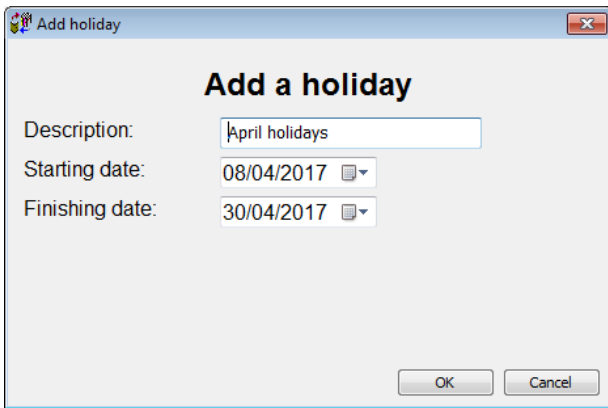 Add holiday
Add a holiday
Description: April holidays
Starting date: 08/04/2017
Finishing date: 30/04/2017
OK Cancel